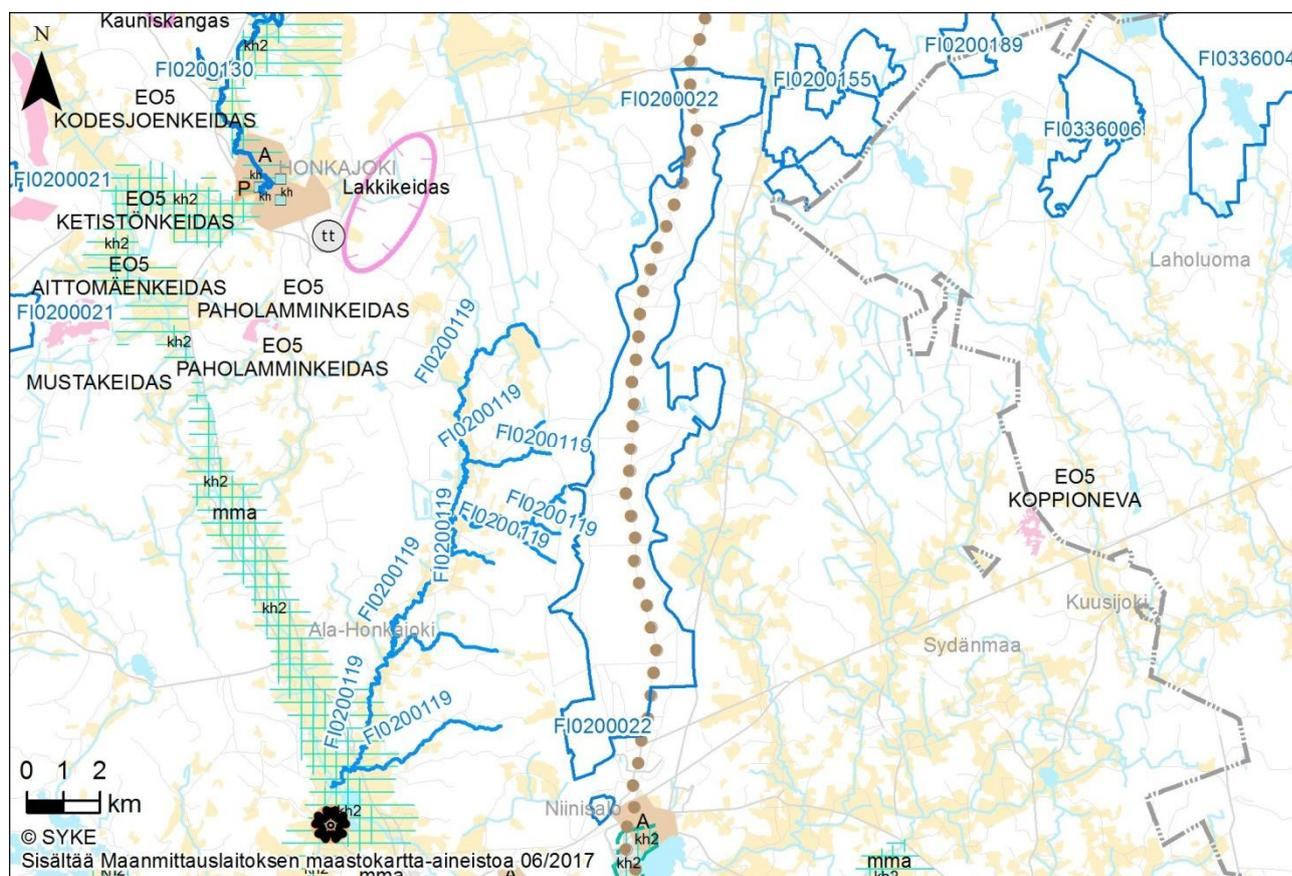 Kauniskangas
N
kh2
FI0200130
EO5
KODESJOENKEIDAS
A
HONKAJOKI
kh
P
kh
kh
Lakkikeidas
FI0200021
EO5
kh2
KETISTÖNKEIDAS
tt
kh2
EO5
AITTOMÄENKEIDAS
EO5
PAHOLAMMINKEIDAS
FI0200021
kh2
EO5
PAHOLAMMINKEIDAS
MUSTAKEIDAS
FI0200022
FI0200155
FI0200189
FI0336006
FI0336004
Laholuoma
FI0200119
FI0200119
FI0200119
FI0200119
FI0200119
FI0200119
FI0200119
kh2
mma
kh2
Ala-Honkajoki
FI0200119
FI0200119
EO5
KOPPIONEVA
Kuusijoki
Sydänmaa
FI0200022
Niinisalo
A
kh2
kh2
kh2
mma
kh2
0 1 2
km
© SYKE
Sisältää Maanmittauslaitoksen maastokartta-aineistoa 06/2017
mma
A